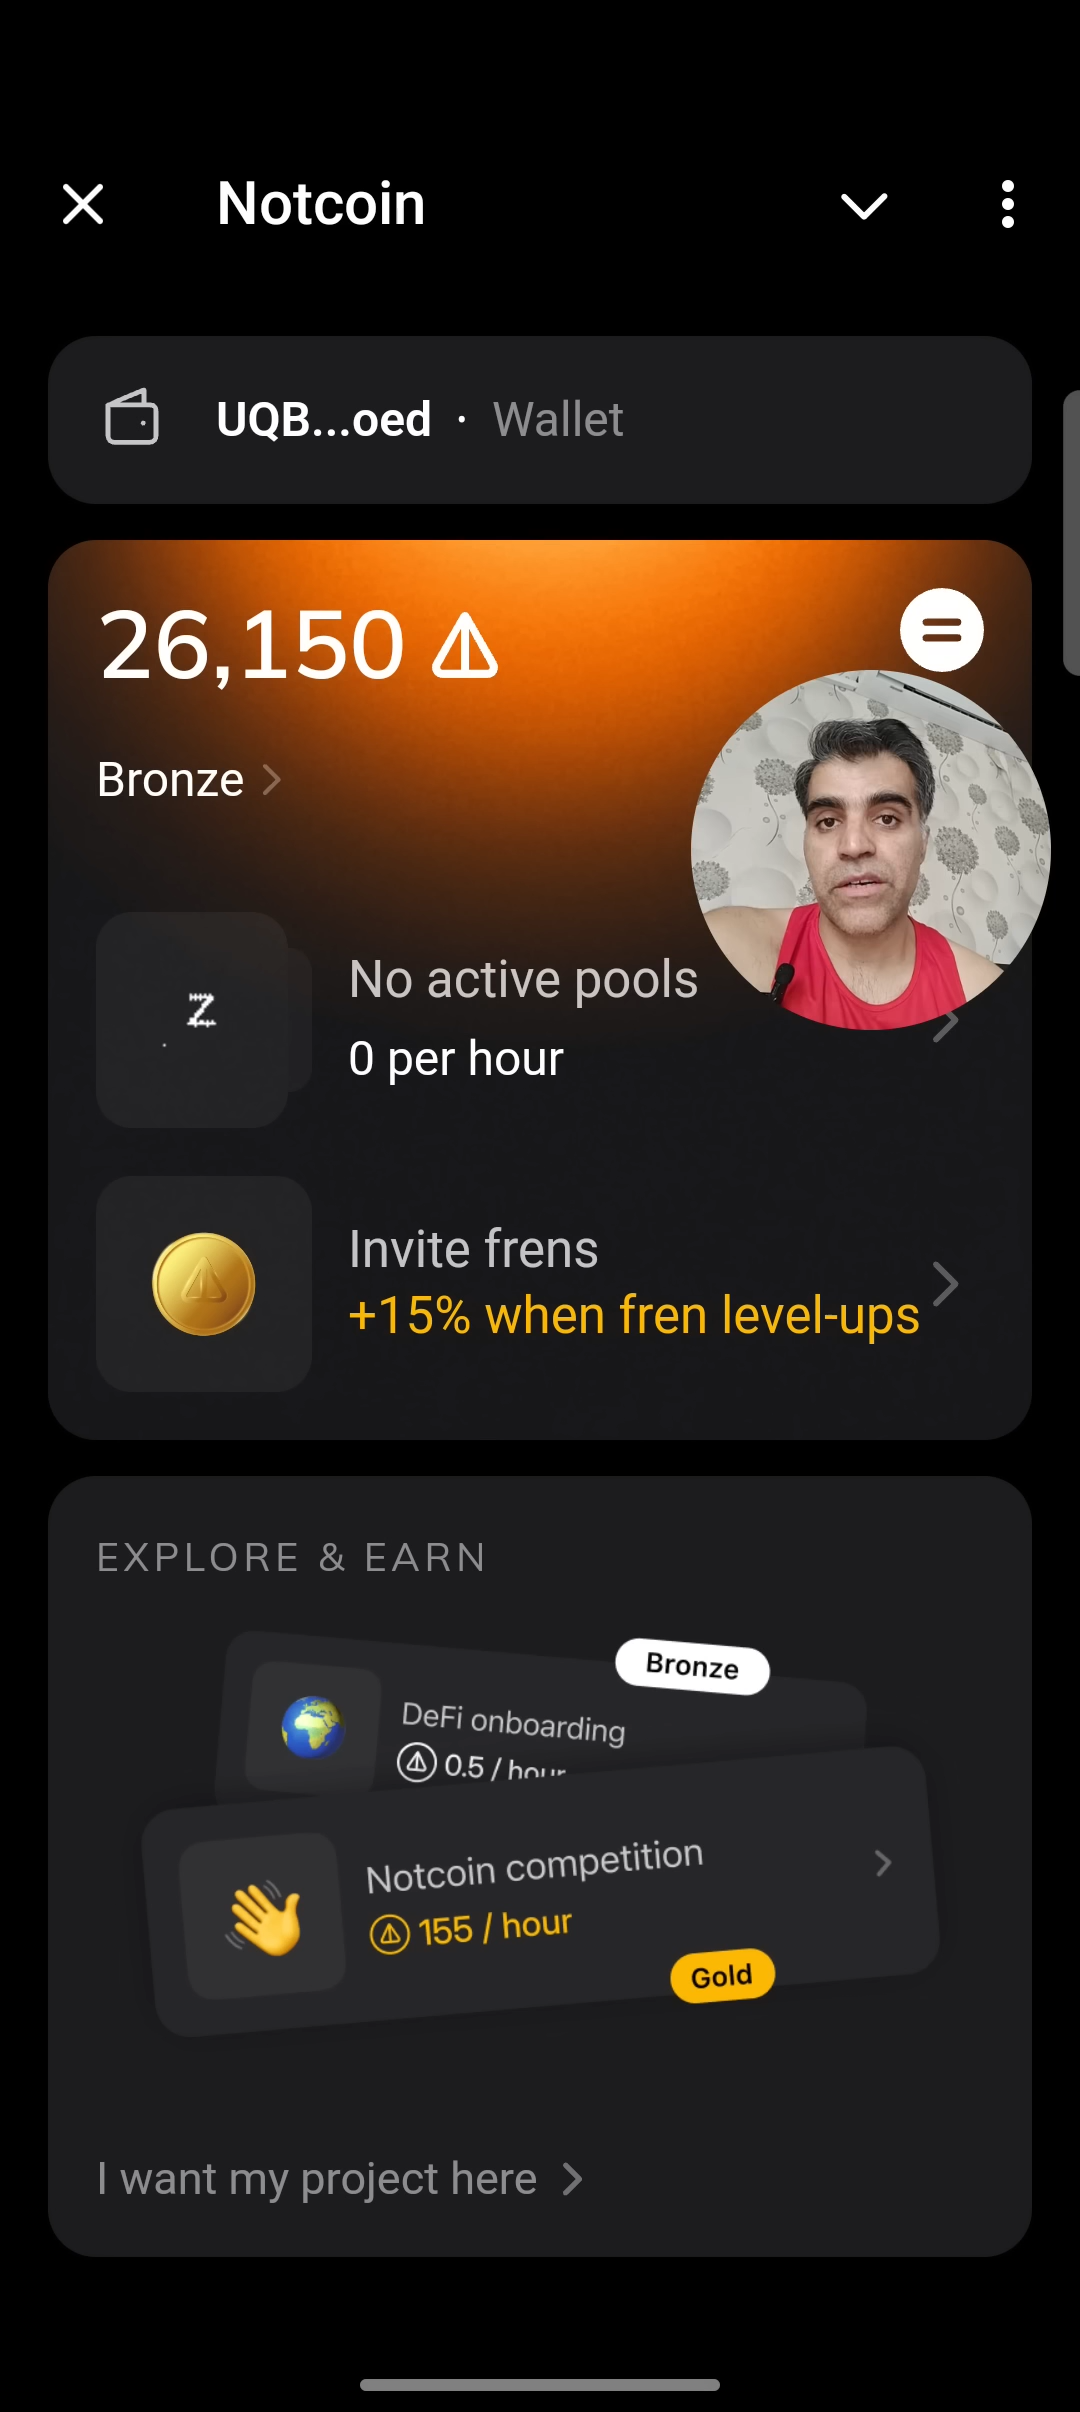 Notcoin
UQB...oed · Wallet
26,150
Bronze
No active pools
0 per hour
Invite frens
+15% when fren level-ups
EXPLORE & EARN
Bronze
DeFi onboarding
0.5 / hour
Notcoin competition
155 / hour
Gold
I want my project here